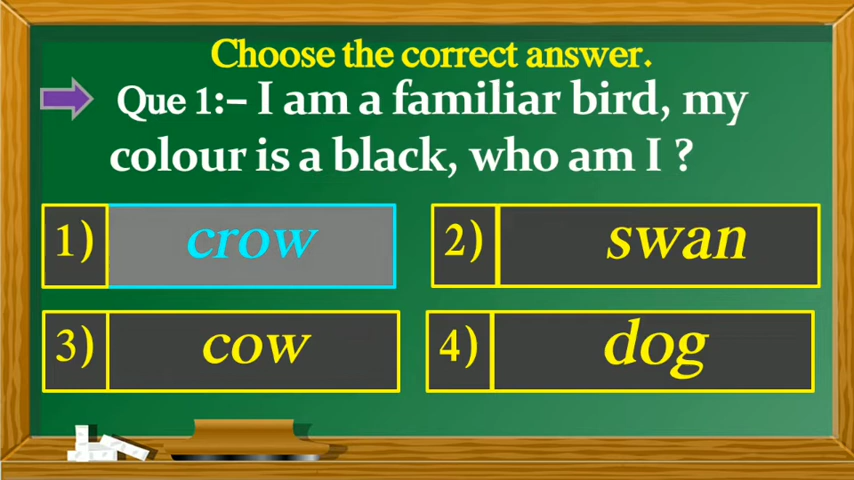 Choose the correct answer.
Que 1:– I am a familiar bird, my
colour is a black, who am I ?
1) crow
2) swan
3) cow
4) dog